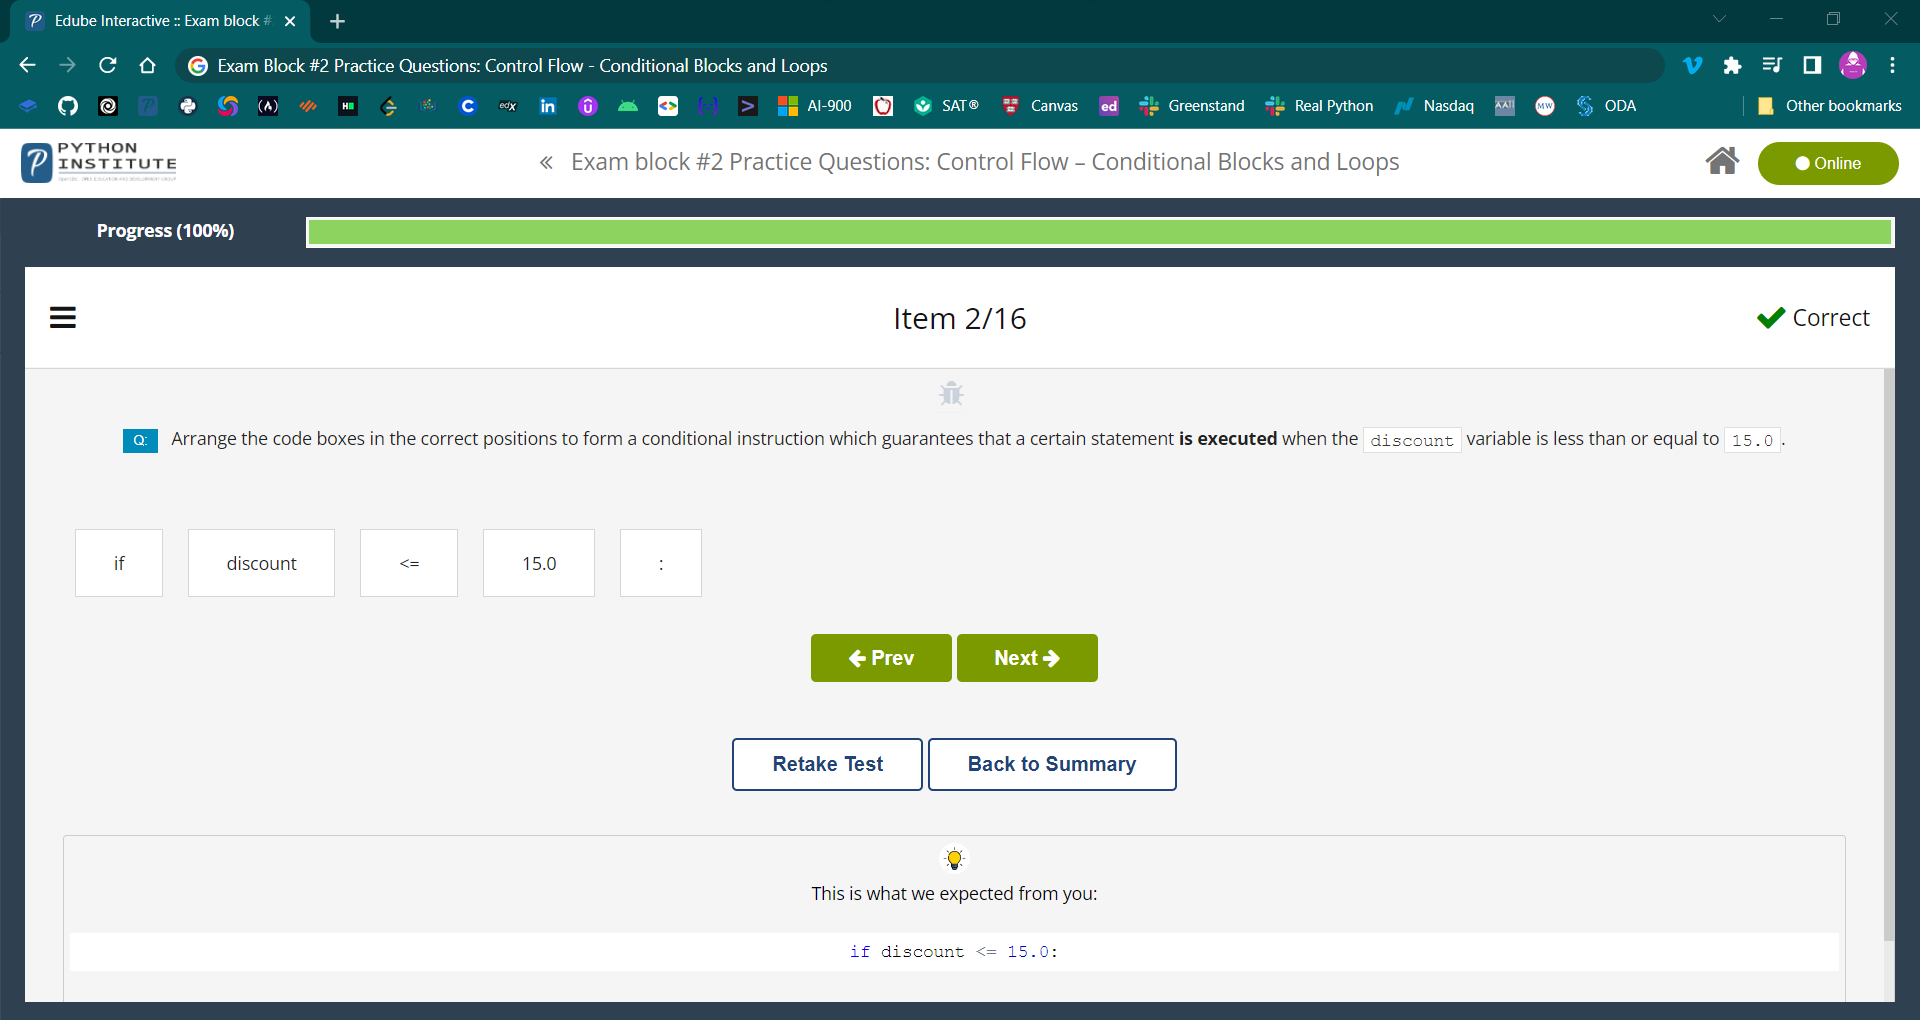 Edube Interactive :: Exam block #
Exam Block #2 Practice Questions: Control Flow - Conditional Blocks and Loops
AI-900
SAT®
Canvas
ed
Greenstand
Real Python
Nasdaq
MW
ODA
Other bookmarks
PYTHON
INSTITUTE
« Exam block #2 Practice Questions: Control Flow – Conditional Blocks and Loops
Online
Progress (100%)
Item 2/16
Correct
Q: Arrange the code boxes in the correct positions to form a conditional instruction which guarantees that a certain statement is executed when the discount variable is less than or equal to 15.0.
if discount <= 15.0 :
Prev Next
Retake Test Back to Summary
This is what we expected from you:
if discount <= 15.0: